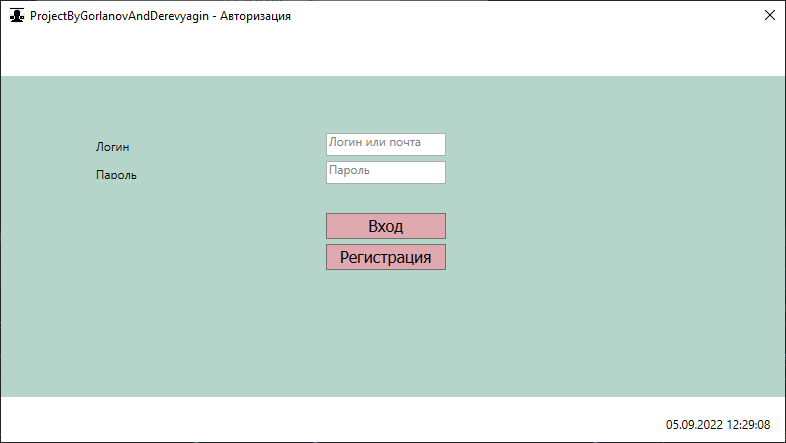 ProjectByGorlanovAndDerevyagin - Авторизация
Логин
Логин или почта
Пароль
Пароль
Вход
Регистрация
05.09.2022 12:29:08